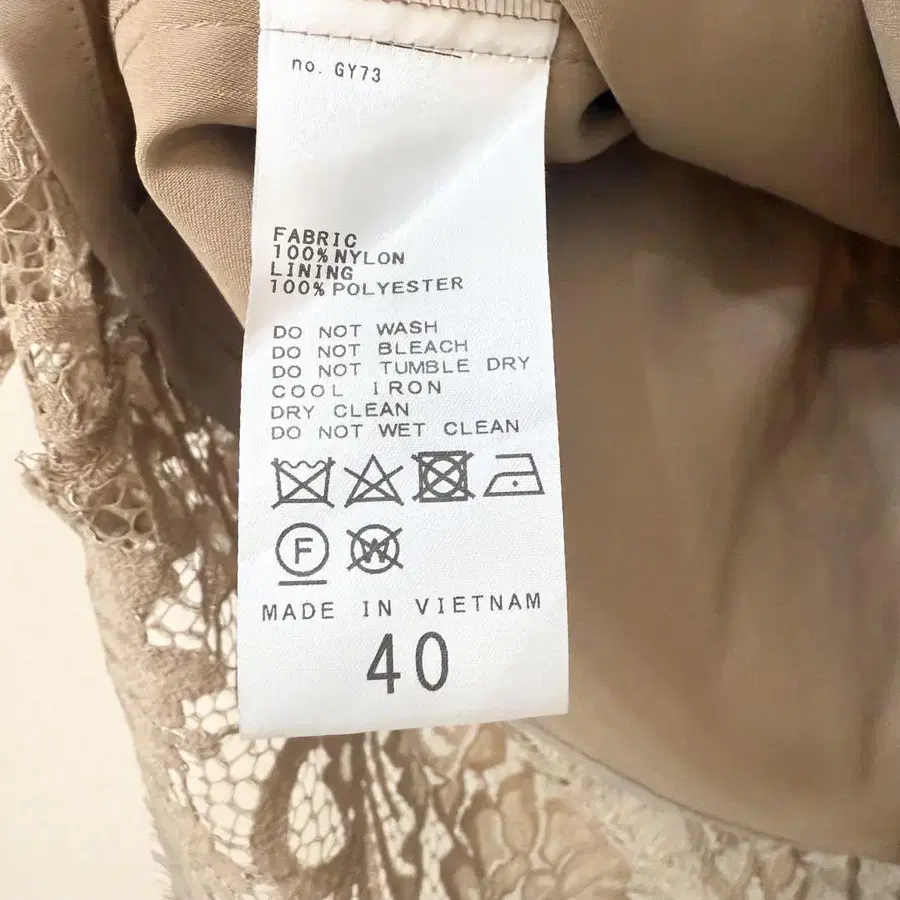 no. GY73
FABRIC
100%NYLON
LINING
100%POLYESTER
DO NOT WASH
DO NOT BLEACH
DO NOT TUMBLE DRY
COOL IRON
DRY CLEAN
DO NOT WET CLEAN
F W
MADE IN VIETNAM
40